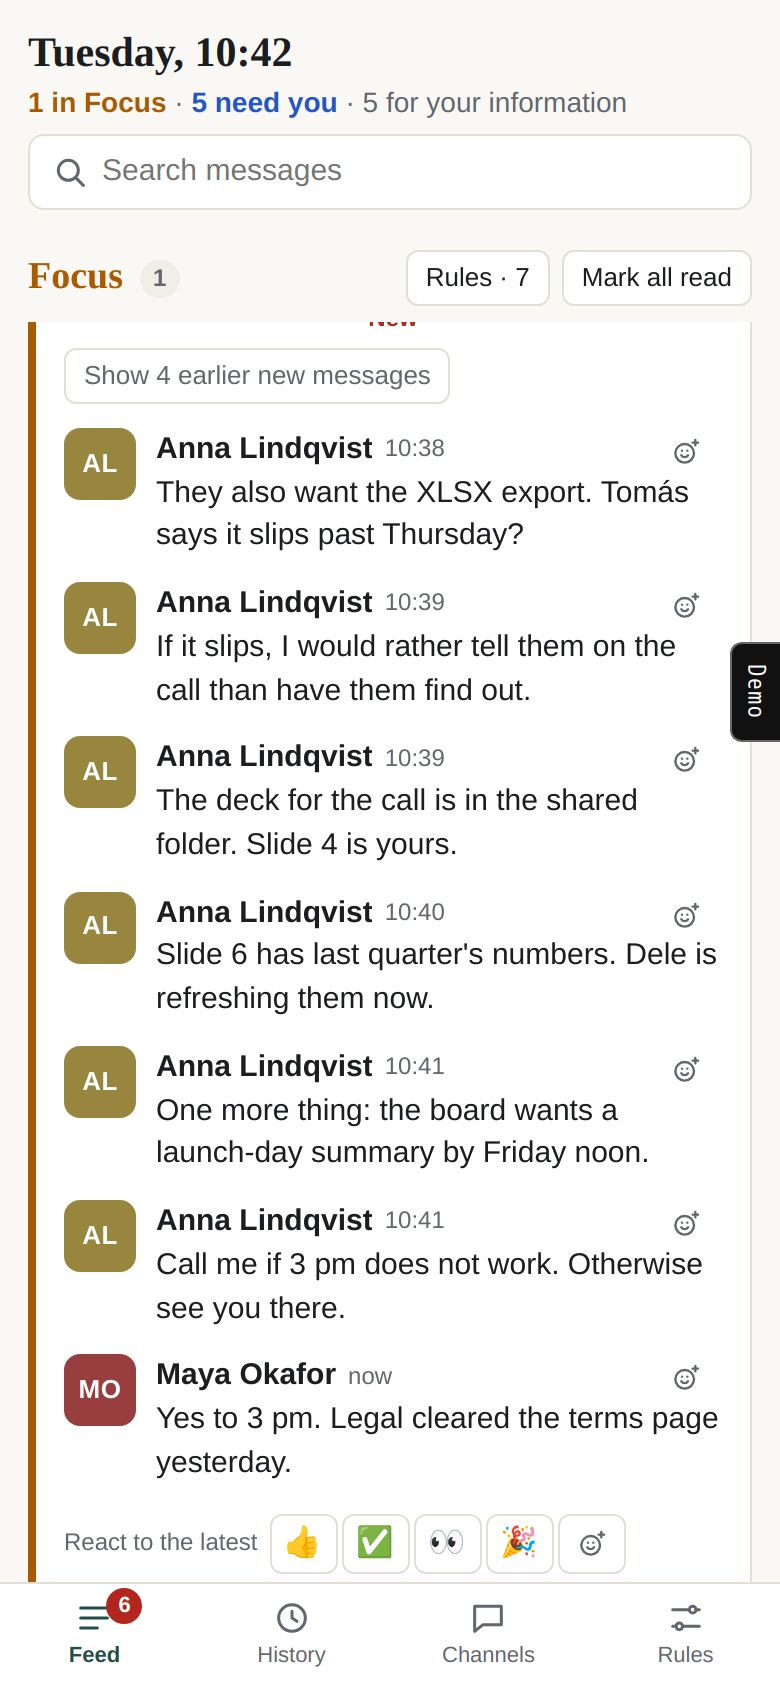 Tuesday, 10:42
1 in Focus · 5 need you · 5 for your information
Search messages
Focus 1 Rules · 7 Mark all read
New
Show 4 earlier new messages
AL Anna Lindqvist 10:38
They also want the XLSX export. Tomás
says it slips past Thursday?
AL Anna Lindqvist 10:39
If it slips, I would rather tell them on the
call than have them find out.
Demo
AL Anna Lindqvist 10:39
The deck for the call is in the shared
folder. Slide 4 is yours.
AL Anna Lindqvist 10:40
Slide 6 has last quarter's numbers. Dele is
refreshing them now.
AL Anna Lindqvist 10:41
One more thing: the board wants a
launch-day summary by Friday noon.
AL Anna Lindqvist 10:41
Call me if 3 pm does not work. Otherwise
see you there.
MO Maya Okafor now
Yes to 3 pm. Legal cleared the terms page
yesterday.
React to the latest
6
Feed History Channels Rules